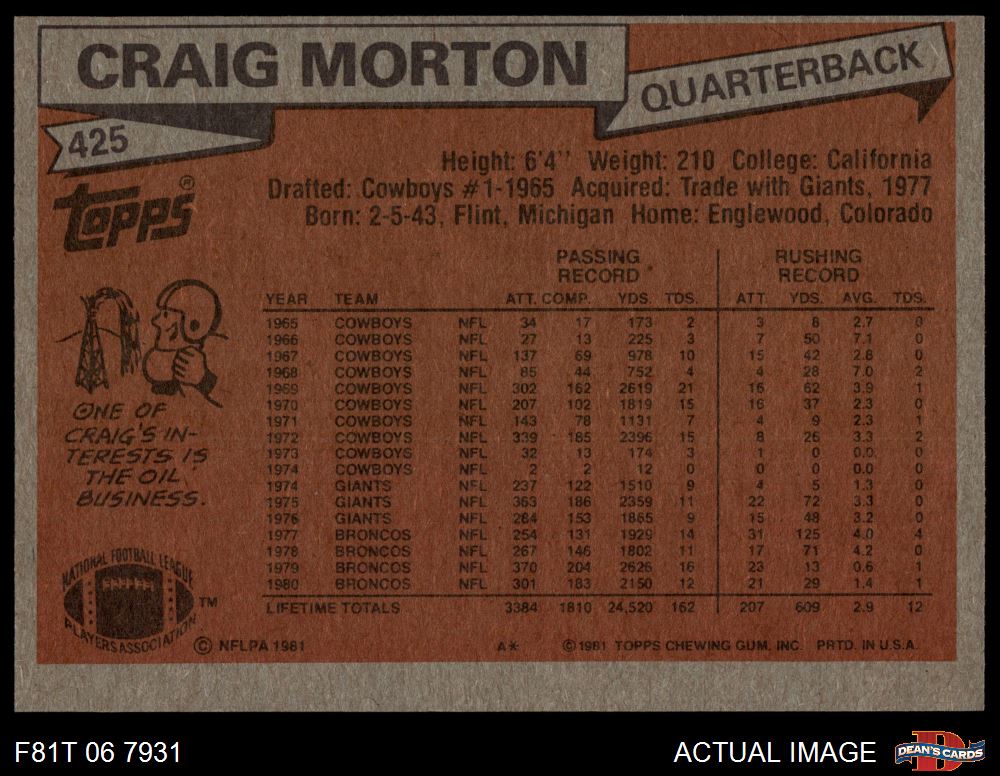 CRAIG MORTON
QUARTERBACK
425
Topps®
Height: 6'4" Weight: 210 College: California
Drafted: Cowboys #1-1965 Acquired: Trade with Giants, 1977
Born: 2-5-43, Flint, Michigan Home: Englewood, Colorado
PASSING RECORD RUSHING RECORD
YEAR TEAM ATT. COMP. YDS. TDS. ATT. YDS. AVG. TDS.
1965 COWBOYS NFL 34 17 173 2 3 8 2.7 0
1966 COWBOYS NFL 27 13 225 3 7 50 7.1 0
1967 COWBOYS NFL 137 69 978 10 15 42 2.8 0
1968 COWBOYS NFL 85 44 752 4 4 28 7.0 2
1969 COWBOYS NFL 302 162 2619 21 16 62 3.9 1
1970 COWBOYS NFL 207 102 1819 15 16 37 2.3 0
1971 COWBOYS NFL 143 78 1131 7 4 9 2.3 1
1972 COWBOYS NFL 339 185 2396 15 8 26 3.3 2
1973 COWBOYS NFL 32 13 174 3 1 0 0.0 0
1974 COWBOYS NFL 2 2 12 0 0 0 0.0 0
1974 GIANTS NFL 237 122 1510 9 4 5 1.3 0
1975 GIANTS NFL 363 186 2359 11 22 72 3.3 0
1976 GIANTS NFL 284 153 1865 9 15 48 3.2 0
1977 BRONCOS NFL 254 131 1929 14 31 125 4.0 4
1978 BRONCOS NFL 267 146 1802 11 17 71 4.2 0
1979 BRONCOS NFL 370 204 2626 16 23 13 0.6 1
1980 BRONCOS NFL 301 183 2150 12 21 29 1.4 1
LIFETIME TOTALS 3384 1810 24,520 162 207 609 2.9 12
ONE OF
CRAIG'S IN-
TERESTS IS
THE OIL
BUSINESS.
NATIONAL FOOTBALL LEAGUE
PLAYERS ASSOCIATION
TM
© NFLPA 1981 A* ©1981 TOPPS CHEWING GUM, INC. PRTD. IN U.S.A.
F81T 06 7931 ACTUAL IMAGE DEAN'S CARDS